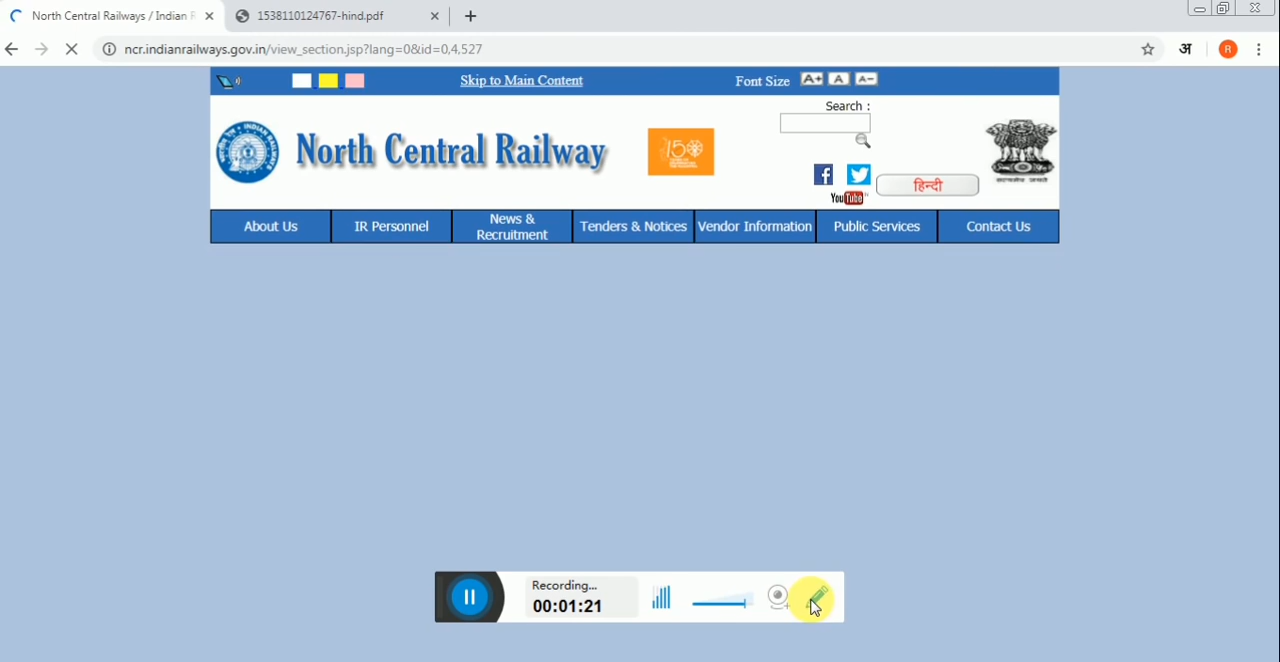 North Central Railways / Indian R
1538110124767-hind.pdf
ncr.indianrailways.gov.in/view_section.jsp?lang=0&id=0,4,527
अ
R
Skip to Main Content
Font Size A+ A A-
Search :
North Central Railway
150
हिन्दी
YouTube
About Us
IR Personnel
News & Recruitment
Tenders & Notices
Vendor Information
Public Services
Contact Us
Recording...
00:01:21